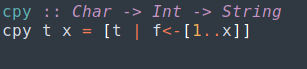 cpy :: Char -> Int -> String
cpy t x = [t | f<-[1..x]]